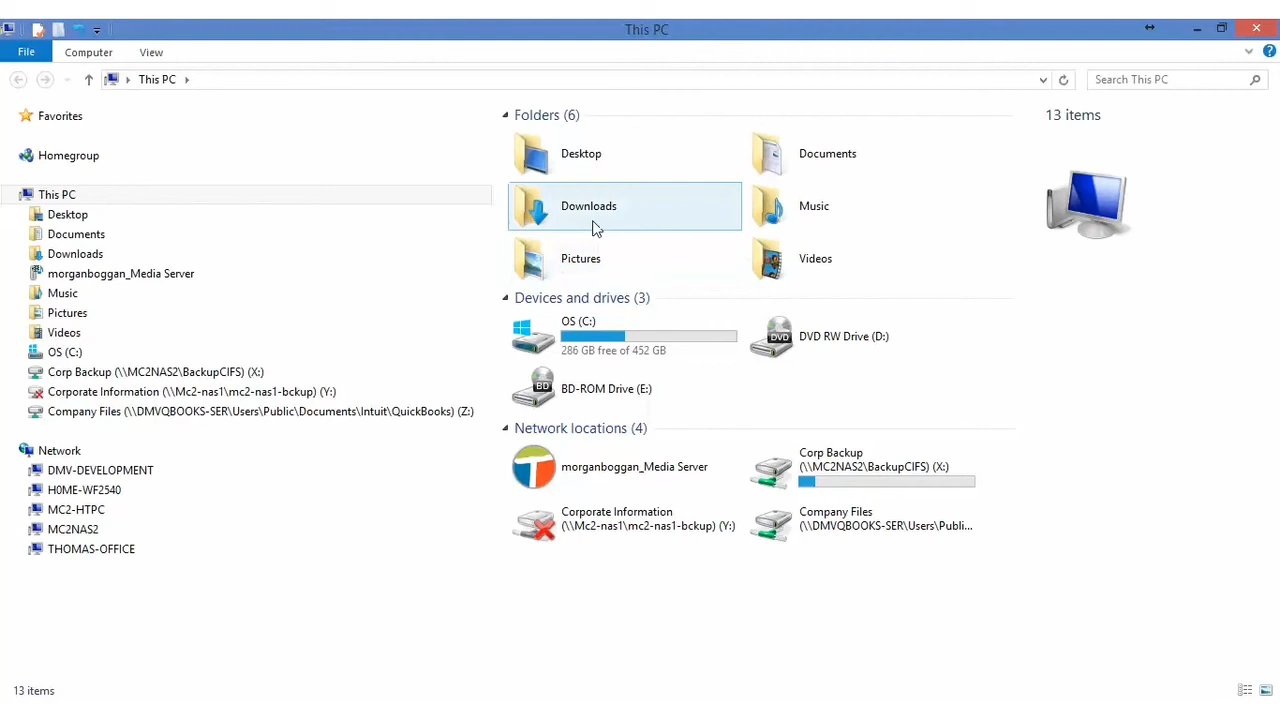 This PC
File
Computer
View
This PC
Search This PC
Favorites
Homegroup
This PC
Desktop
Documents
Downloads
morganboggan_Media Server
Music
Pictures
Videos
OS (C:)
Corp Backup (\\MC2NAS2\BackupCIFS) (X:)
Corporate Information (\\Mc2-nas1\mc2-nas1-bckup) (Y:)
Company Files (\\DMVQBOOKS-SER\Users\Public\Documents\Intuit\QuickBooks) (Z:)
Network
DMV-DEVELOPMENT
H0ME-WF2540
MC2-HTPC
MC2NAS2
THOMAS-OFFICE
Folders (6)
Desktop
Documents
Downloads
Music
Pictures
Videos
Devices and drives (3)
OS (C:)
286 GB free of 452 GB
DVD
DVD RW Drive (D:)
BD
BD-ROM Drive (E:)
Network locations (4)
morganboggan_Media Server
Corp Backup
(\\MC2NAS2\BackupCIFS) (X:)
Corporate Information
(\\Mc2-nas1\mc2-nas1-bckup) (Y:)
Company Files
(\\DMVQBOOKS-SER\Users\Publi...
13 items
13 items